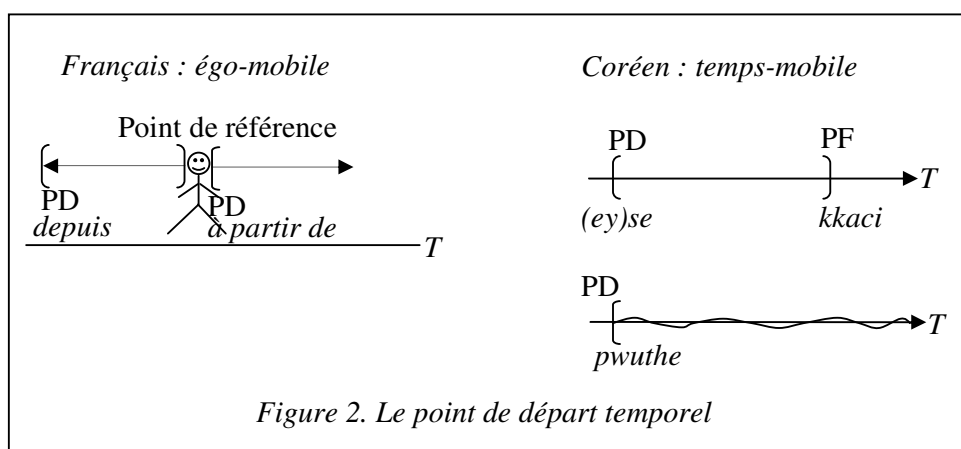 Français : égo-mobile
Point de référence
PD
depuis
PD
à partir de
T
Coréen : temps-mobile
PD
PF
T
(ey)se
kkaci
PD
T
pwuthe
Figure 2. Le point de départ temporel